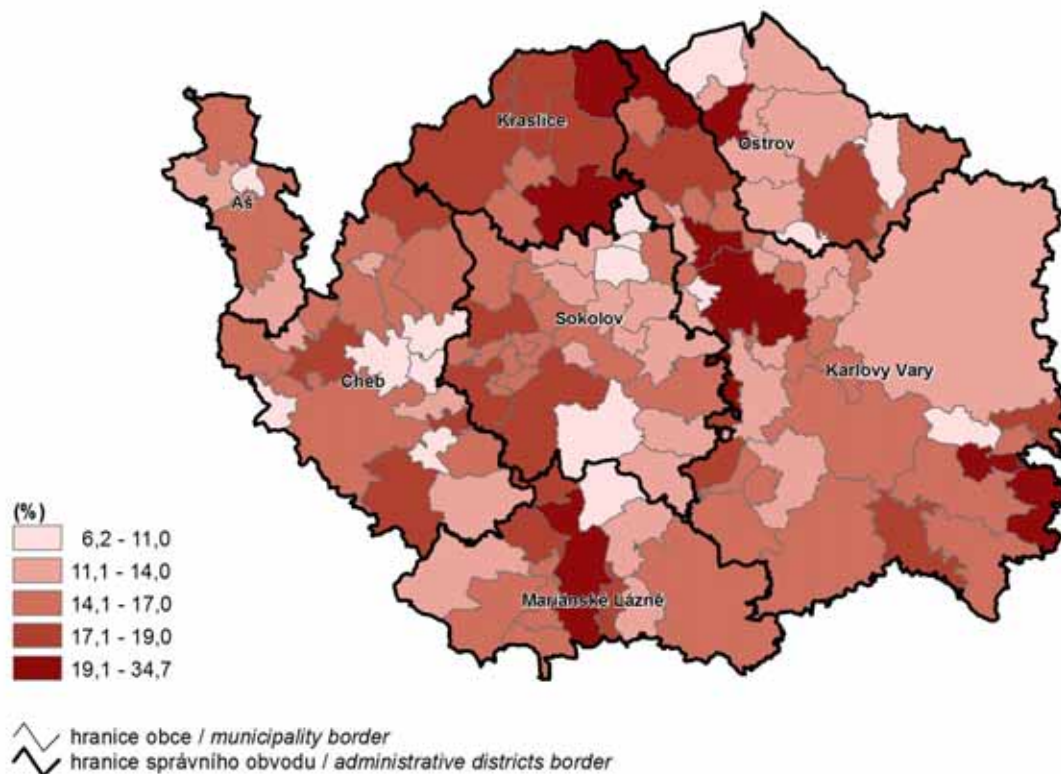 Kraslice
Ostrov
Aš
Sokolov
Karlovy Vary
Cheb
Mariánské Lázně
(%)
6,2 - 11,0
11,1 - 14,0
14,1 - 17,0
17,1 - 19,0
19,1 - 34,7
hranice obce / municipality border
hranice správního obvodu / administrative districts border